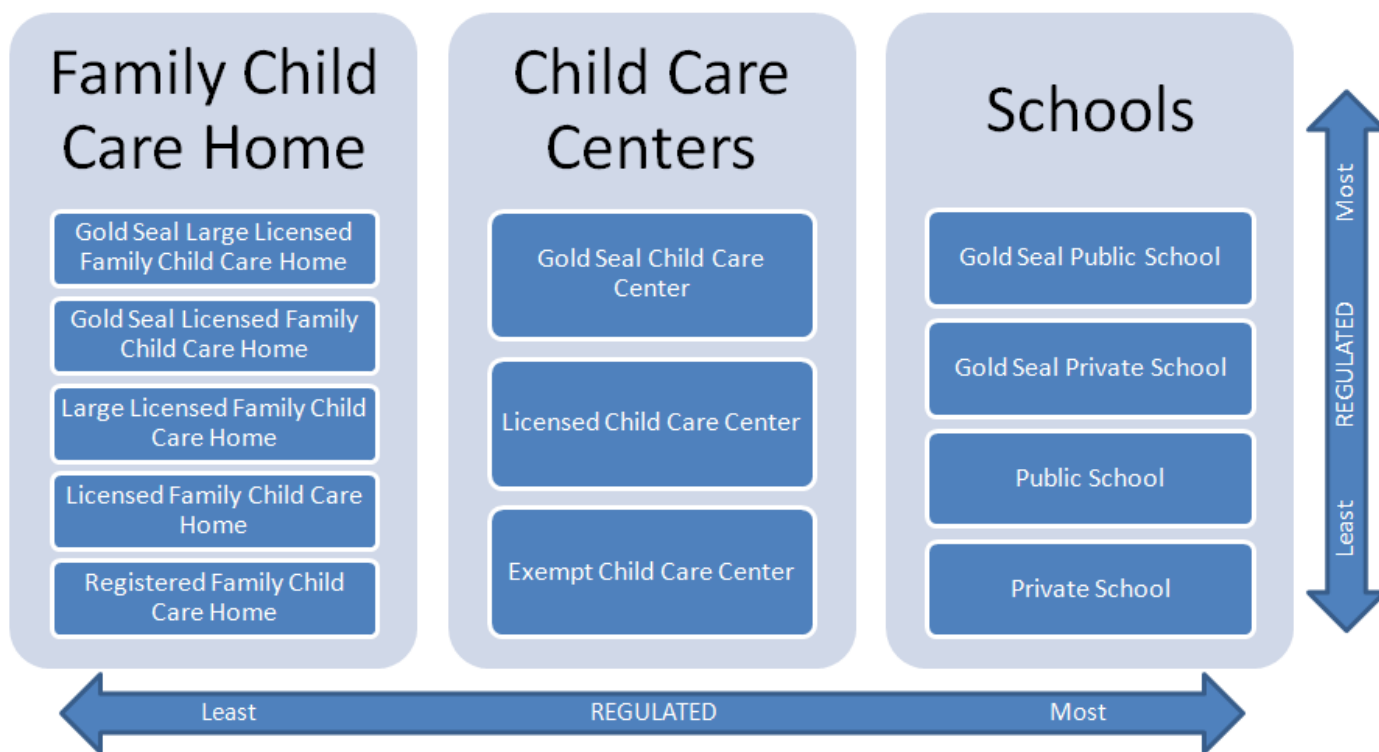 Family Child
Care Home
Gold Seal Large Licensed
Family Child Care Home
Gold Seal Licensed Family
Child Care Home
Large Licensed Family Child
Care Home
Licensed Family Child Care
Home
Registered Family Child
Care Home
Child Care
Centers
Gold Seal Child Care
Center
Licensed Child Care Center
Exempt Child Care Center
Schools
Gold Seal Public School
Gold Seal Private School
Public School
Private School
Most
REGULATED
Least
Least
REGULATED
Most